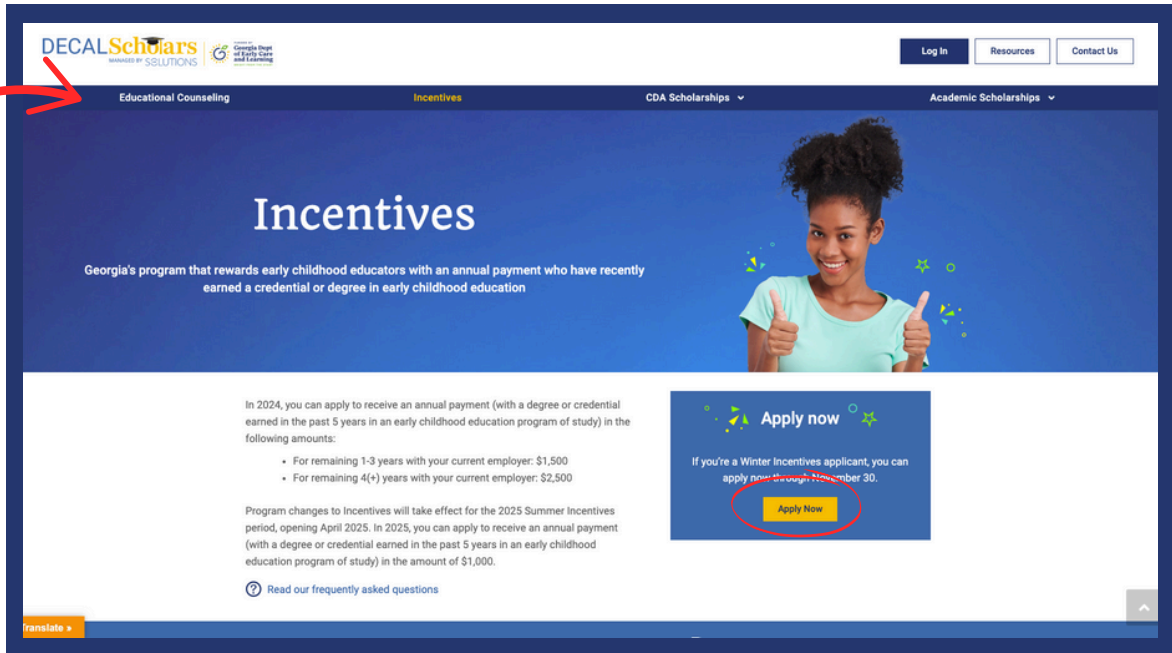 DECAL Scholars
MANAGED BY SOLUTIONS
POWERED BY
Georgia Dept
of Early Care
and Learning
Log In Resources Contact Us
Educational Counseling Incentives CDA Scholarships Academic Scholarships
Incentives
Georgia's program that rewards early childhood educators with an annual payment who have recently
earned a credential or degree in early childhood education
In 2024, you can apply to receive an annual payment (with a degree or credential
earned in the past 5 years in an early childhood education program of study) in the
following amounts:
• For remaining 1-3 years with your current employer: $1,500
• For remaining 4(+) years with your current employer: $2,500
Program changes to Incentives will take effect for the 2025 Summer Incentives
period, opening April 2025. In 2025, you can apply to receive an annual payment
(with a degree or credential earned in the past 5 years in an early childhood
education program of study) in the amount of $1,000.
? Read our frequently asked questions
Apply now
If you're a Winter Incentives applicant, you can
apply now through November 30.
Apply Now
Translate »